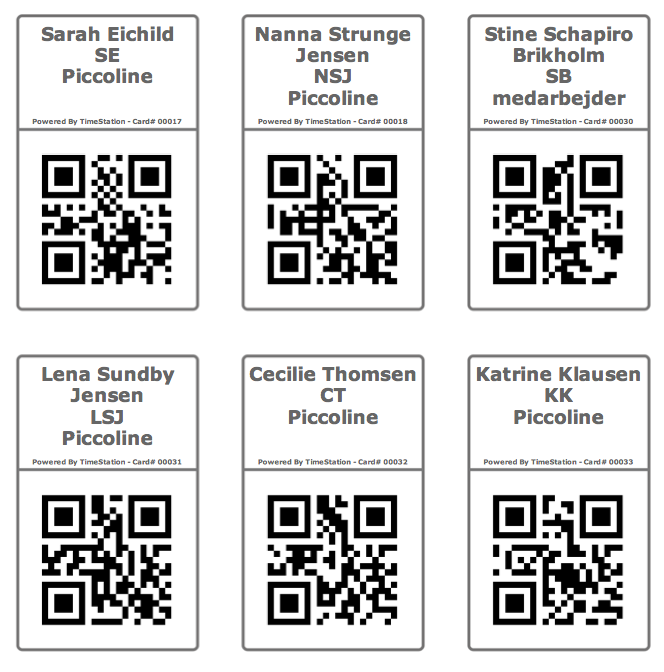 Sarah Eichild
SE
Piccoline
Powered By TimeStation - Card# 00017
Nanna Strunge
Jensen
NSJ
Piccoline
Powered By TimeStation - Card# 00018
Stine Schapiro
Brikholm
SB
medarbejder
Powered By TimeStation - Card# 00030
Lena Sundby
Jensen
LSJ
Piccoline
Powered By TimeStation - Card# 00031
Cecilie Thomsen
CT
Piccoline
Powered By TimeStation - Card# 00032
Katrine Klausen
KK
Piccoline
Powered By TimeStation - Card# 00033